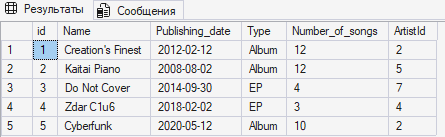 Результаты Сообщения
id Name Publishing_date Type Number_of_songs ArtistId
1 1 Creation's Finest 2012-02-12 Album 12 2
2 2 Kaitai Piano 2008-08-02 Album 12 5
3 3 Do Not Cover 2014-09-30 EP 4 7
4 4 Zdar C1u6 2018-02-02 EP 3 4
5 5 Cyberfunk 2020-05-12 Album 10 2